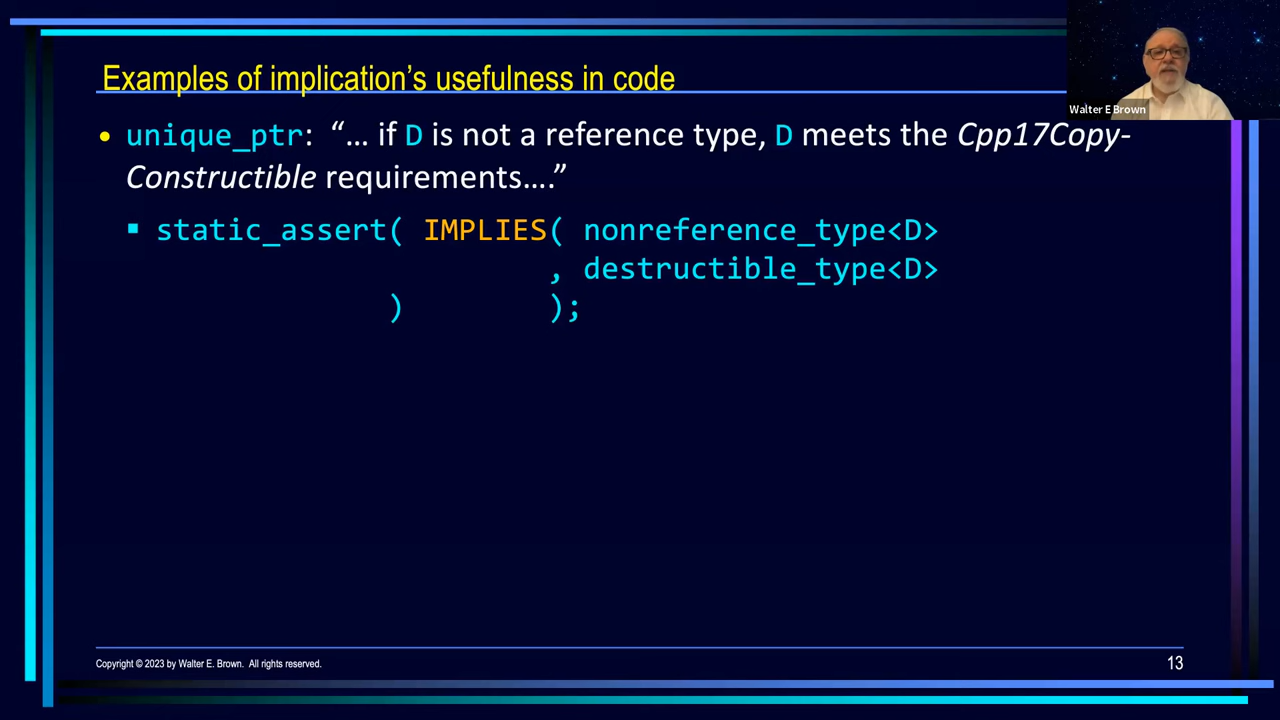 Examples of implication's usefulness in code
Walter E Brown
• unique_ptr: “… if D is not a reference type, D meets the Cpp17Copy-
Constructible requirements….”
▪ static_assert( IMPLIES( nonreference_type<D>
, destructible_type<D>
) );
Copyright © 2023 by Walter E. Brown. All rights reserved.
13